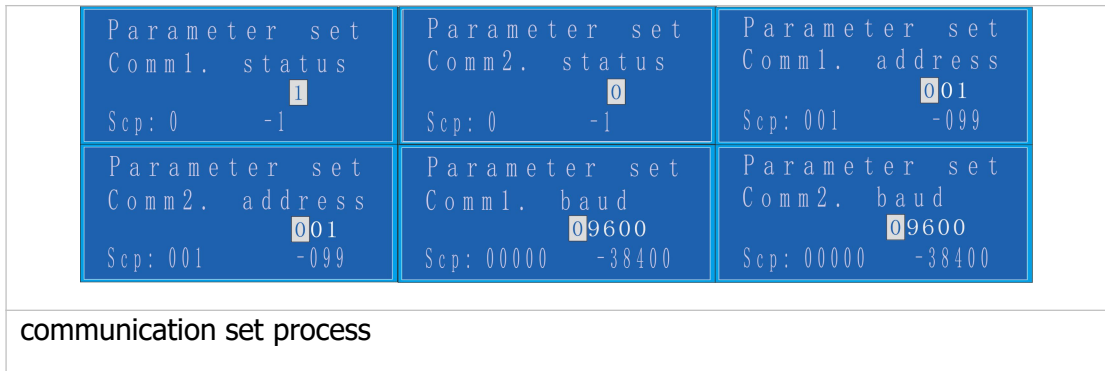 Parameter set
Comm1. status
1
Scp: 0 -1
Parameter set
Comm2. status
0
Scp: 0 -1
Parameter set
Comm1. address
001
Scp: 001 -099
Parameter set
Comm2. address
001
Scp: 001 -099
Parameter set
Comm1. baud
09600
Scp: 00000 -38400
Parameter set
Comm2. baud
09600
Scp: 00000 -38400
communication set process